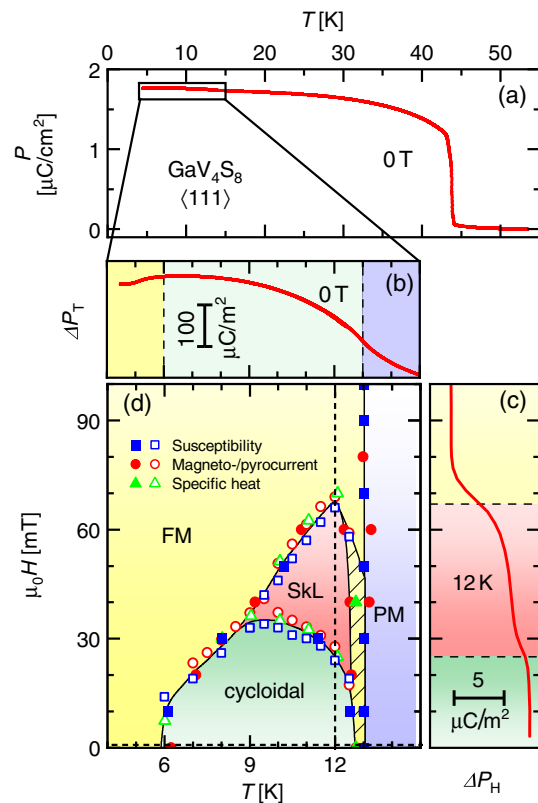 T [K]
0 10 20 30 40 50
2
1
0
P
[μC/cm²]
(a)
0 T
GaV₄S₈
⟨111⟩
ΔP_T
(b)
0 T
100
μC/m²
(d)
(c)
90
60
30
0
μ₀H [mT]
Susceptibility
Magneto-/pyrocurrent
Specific heat
FM
SkL
PM
cycloidal
12 K
5
μC/m²
6 9 12
T [K]
ΔP_H